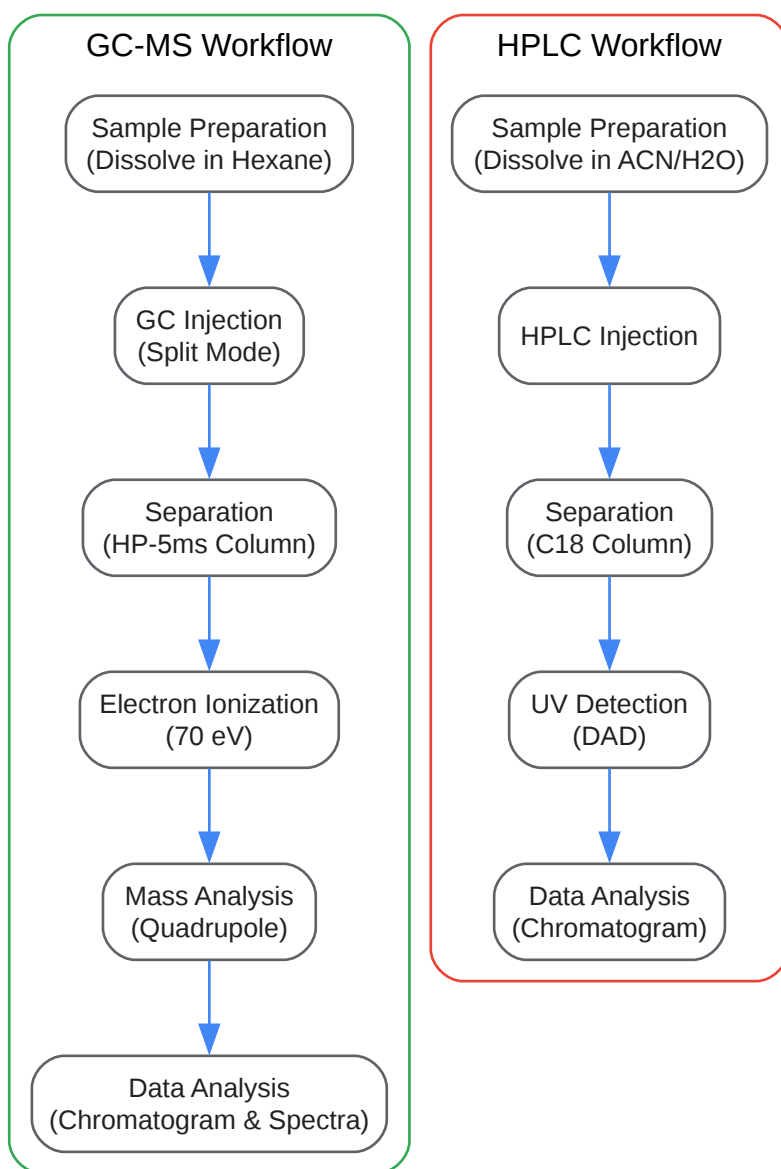 GC-MS Workflow
Sample Preparation
(Dissolve in Hexane)
GC Injection
(Split Mode)
Separation
(HP-5ms Column)
Electron Ionization
(70 eV)
Mass Analysis
(Quadrupole)
Data Analysis
(Chromatogram & Spectra)
HPLC Workflow
Sample Preparation
(Dissolve in ACN/H2O)
HPLC Injection
Separation
(C18 Column)
UV Detection
(DAD)
Data Analysis
(Chromatogram)